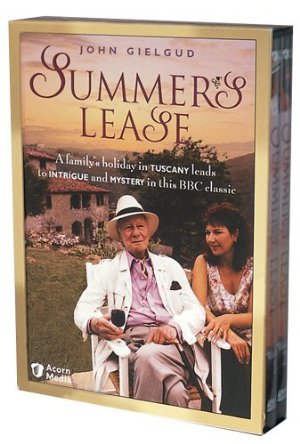 JOHN GIELGUD
SUMMER'S
LEASE
A family's holiday in TUSCANY leads
to INTRIGUE and MYSTERY in this BBC classic
Acorn
Media